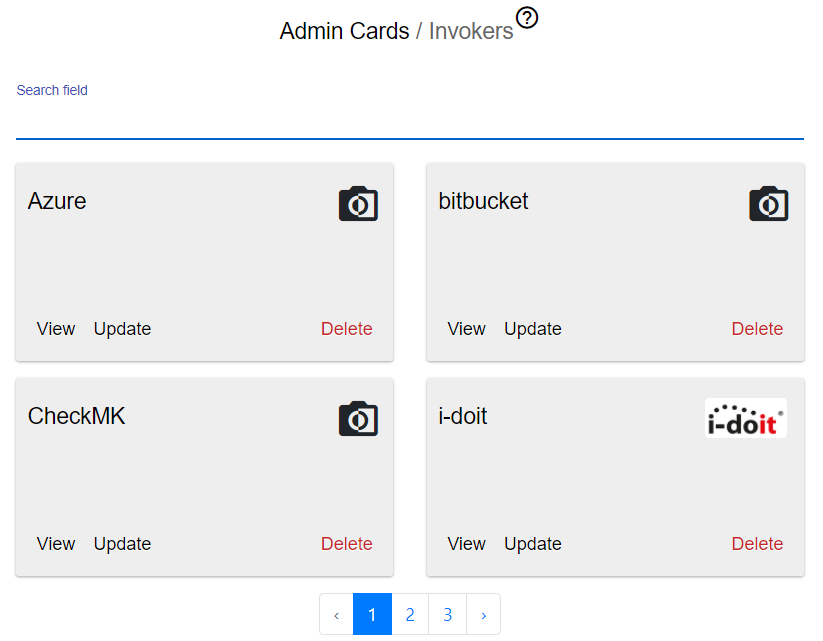 Admin Cards / Invokers ?
Search field
Azure
bitbucket
View Update Delete
View Update Delete
CheckMK
i-doit
i-doit®
View Update Delete
View Update Delete
‹ 1 2 3 ›